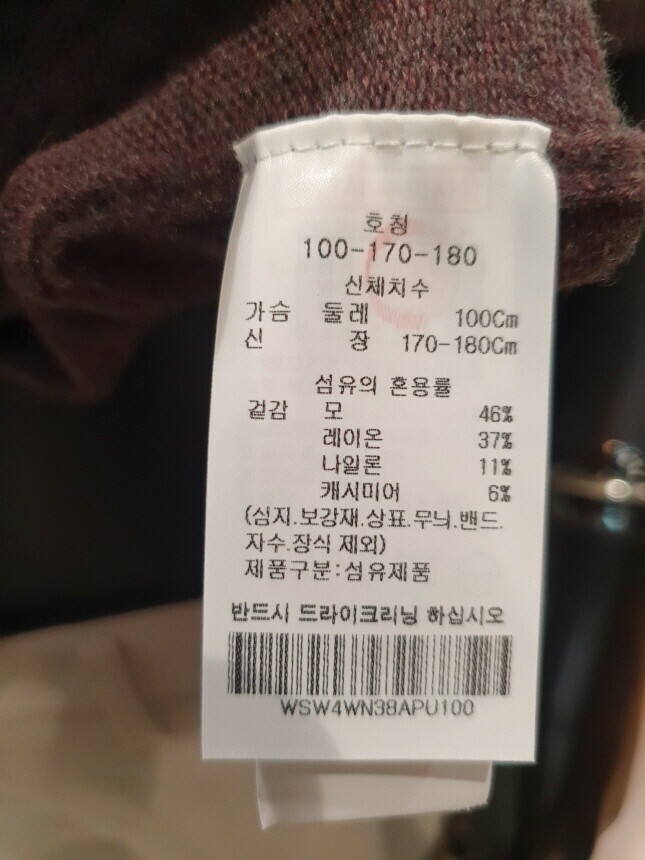 호칭
100-170-180
신체치수
가슴 둘레 100Cm
신 장 170-180Cm
섬유의 혼용률
겉감 모 46%
레이온 37%
나일론 11%
캐시미어 6%
(심지.보강재.상표.무늬.밴드.
자수.장식 제외)
제품구분:섬유제품
반드시 드라이크리닝 하십시오
WSW4WN38APU100